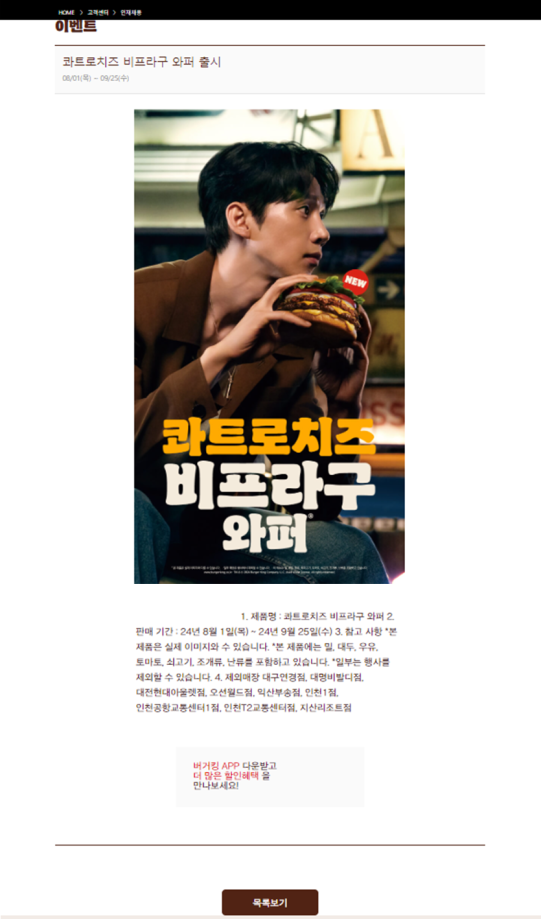 HOME > 고객센터 > 현재제품
이벤트
콰트로치즈 비프라구 와퍼 출시
08/01(목) ~ 09/25(수)
A
NEW
콰트로치즈
비프라구
와퍼
1. 제품명 : 콰트로치즈 비프라구 와퍼 2.
판매 기간 : 24년 8월 1일(목) ~ 24년 9월 25일(수) 3. 참고 사항 *본
제품은 실제 이미지와 수 있습니다. *본 제품에는 밀, 대두, 우유,
토마토, 쇠고기, 조개류, 난류를 포함하고 있습니다. *일부는 행사를
제외할 수 있습니다. 4. 제외매장 대구연경점, 대명비발디점,
대전현대아울렛점, 오션월드점, 익산부송점, 인천1점,
인천공항교통센터1점, 인천T2교통센터점, 지산리조트점
버거킹 APP 다운받고
더 많은 할인혜택 을
만나보세요!
목록보기